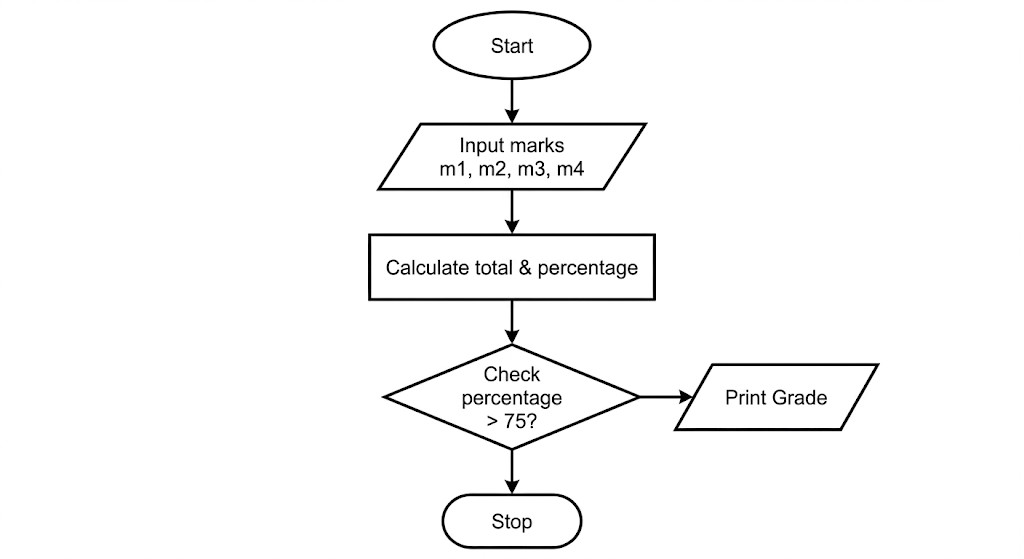 Start
Input marks
m1, m2, m3, m4
Calculate total & percentage
Check
percentage
> 75?
Print Grade
Stop